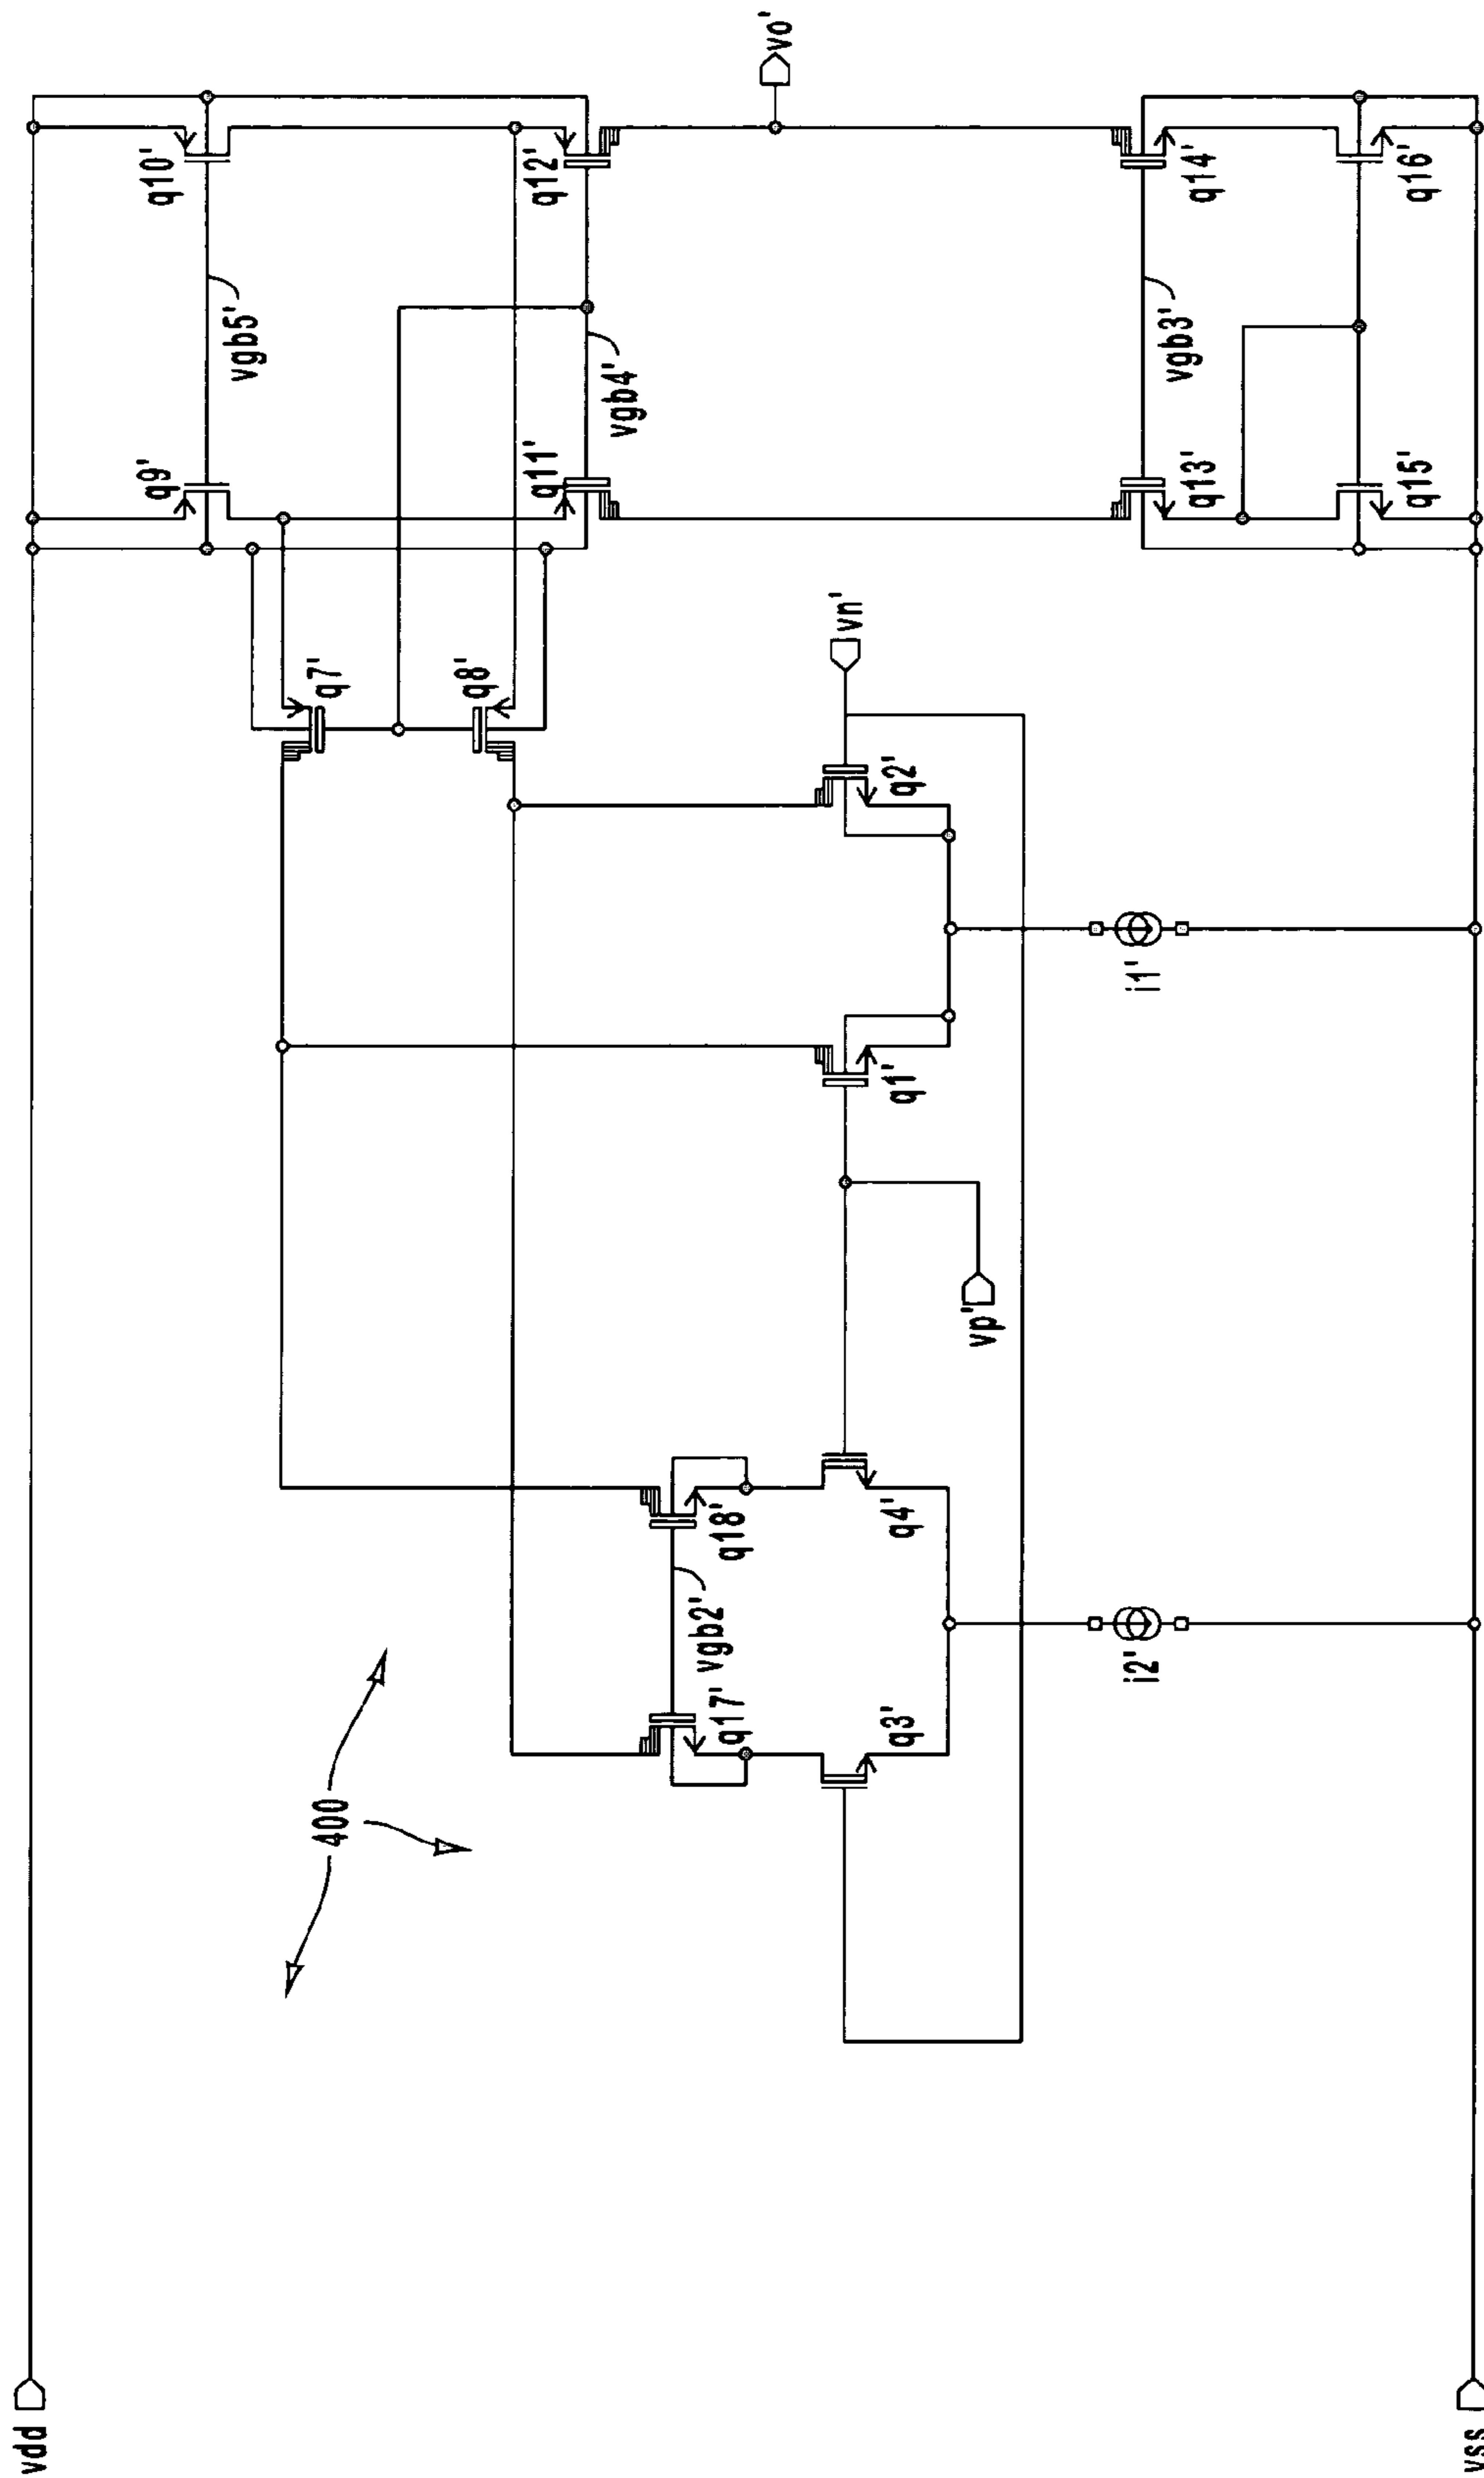 vdd
vss
400
q17'
vgb2'
q18'
q3'
q4'
i2'
vp'
q1'
q2'
i1'
vn'
q7'
q8'
q9'
vgb5'
q10'
q11'
vgb4'
q12'
vo'
q13'
vgb3'
q14'
q15'
q16'